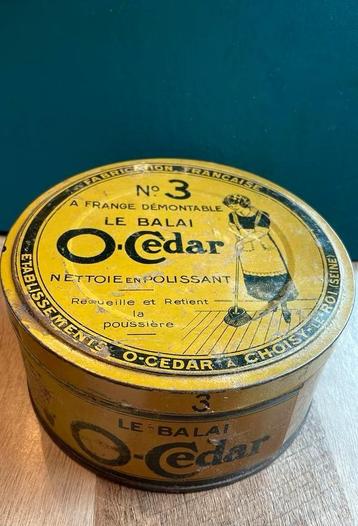 FABRICATION FRANÇAISE
No 3
A FRANGE DÉMONTABLE
LE BALAI
O-Cedar
NETTOIE EN POLISSANT
Recueille et Retient
la
poussière
ETABLISSEMENTS O-CEDAR A CHOISY-LE-ROI (SEINE)
3
LE BALAI
O-Cedar